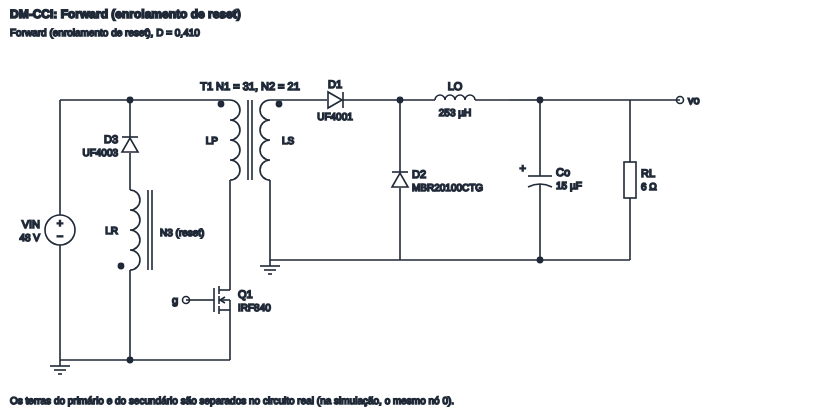 DM-CCI: Forward (enrolamento de reset)
Forward (enrolamento de reset), D = 0,410
T1 N1 = 31, N2 = 21
D1
UF4001
LO
253 µH
vo
D3
UF4003
LP
LS
D2
MBR20100CTG
+
Co
15 µF
RL
6 Ω
VIN
48 V
+
−
LR
N3 (reset)
g
Q1
IRF640
Os terras do primário e do secundário são separados no circuito real (na simulação, o mesmo nó 0).